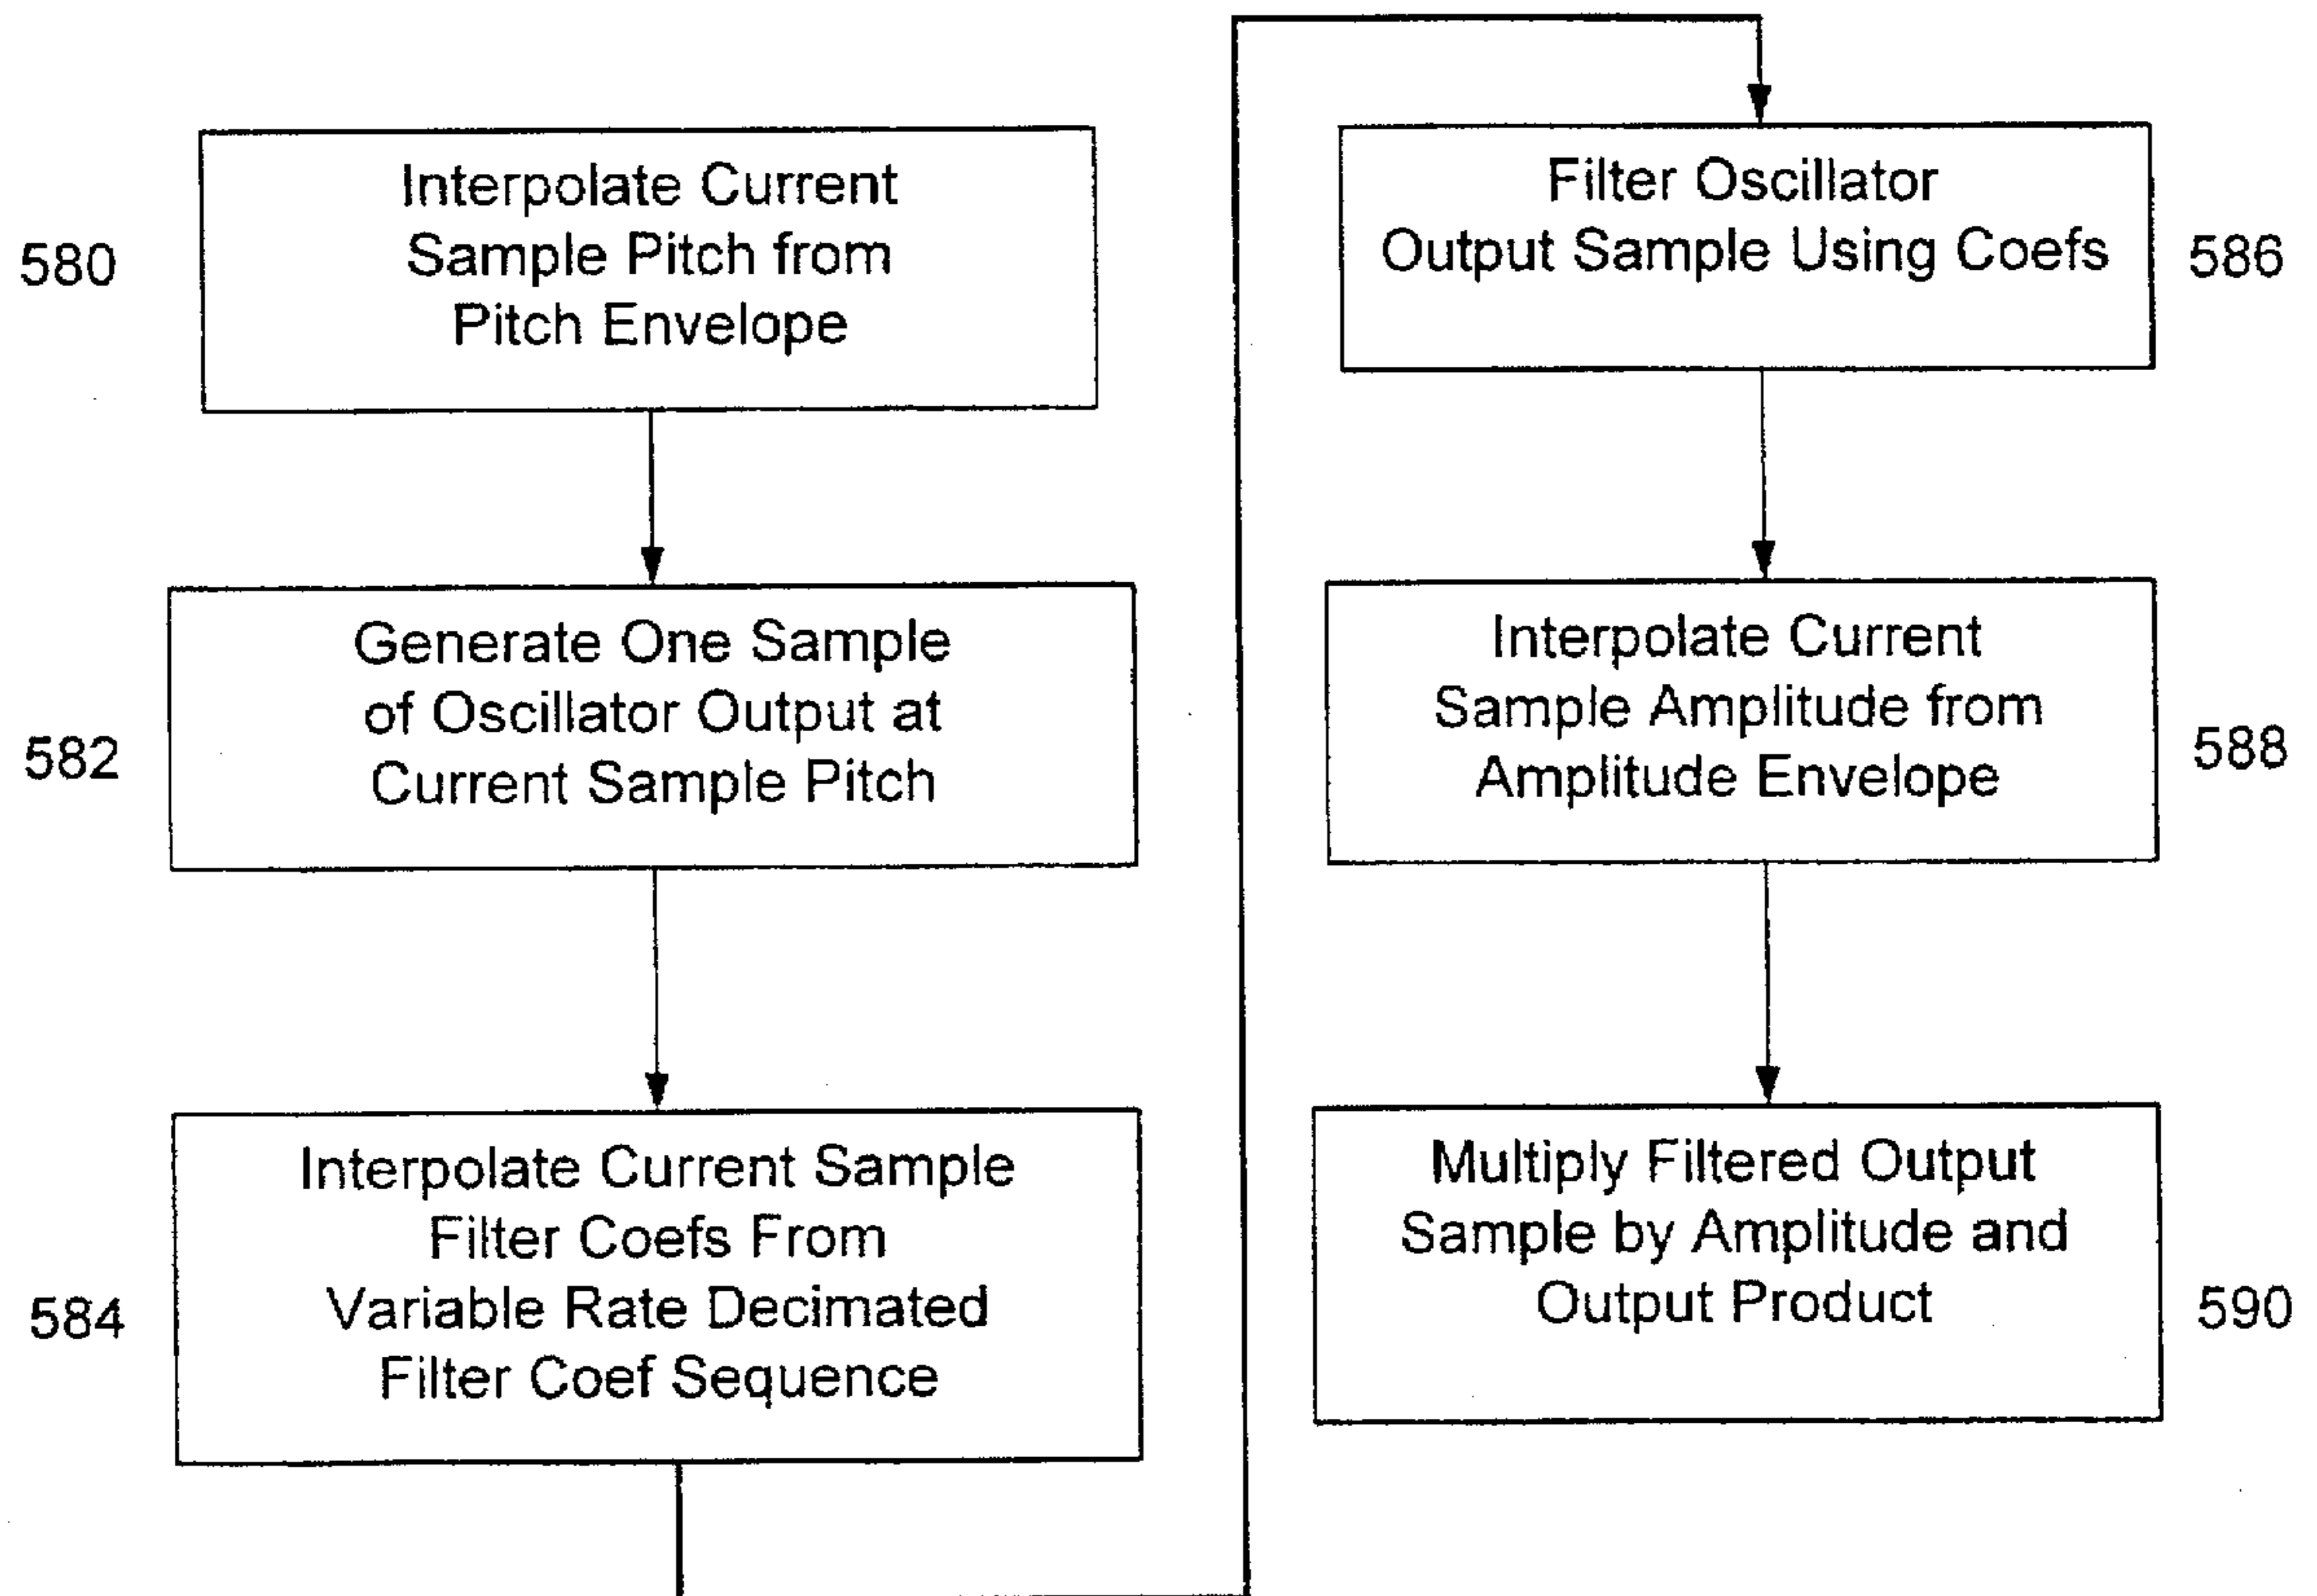 580
Interpolate Current
Sample Pitch from
Pitch Envelope
582
Generate One Sample
of Oscillator Output at
Current Sample Pitch
584
Interpolate Current Sample
Filter Coefs From
Variable Rate Decimated
Filter Coef Sequence
Filter Oscillator
Output Sample Using Coefs
586
Interpolate Current
Sample Amplitude from
Amplitude Envelope
588
Multiply Filtered Output
Sample by Amplitude and
Output Product
590